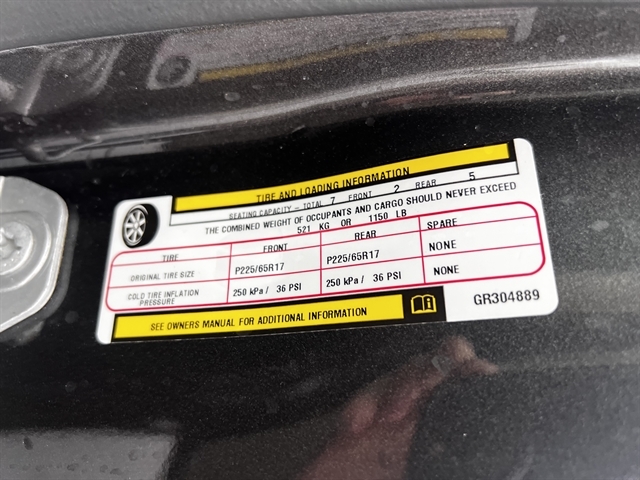 TIRE AND LOADING INFORMATION
SEATING CAPACITY - TOTAL 7 FRONT 2 REAR 5
THE COMBINED WEIGHT OF OCCUPANTS AND CARGO SHOULD NEVER EXCEED
521 KG OR 1150 LB
TIRE FRONT REAR SPARE
ORIGINAL TIRE SIZE P225/65R17 P225/65R17 NONE
COLD TIRE INFLATION PRESSURE 250 kPa / 36 PSI 250 kPa / 36 PSI NONE
SEE OWNERS MANUAL FOR ADDITIONAL INFORMATION
GR304889